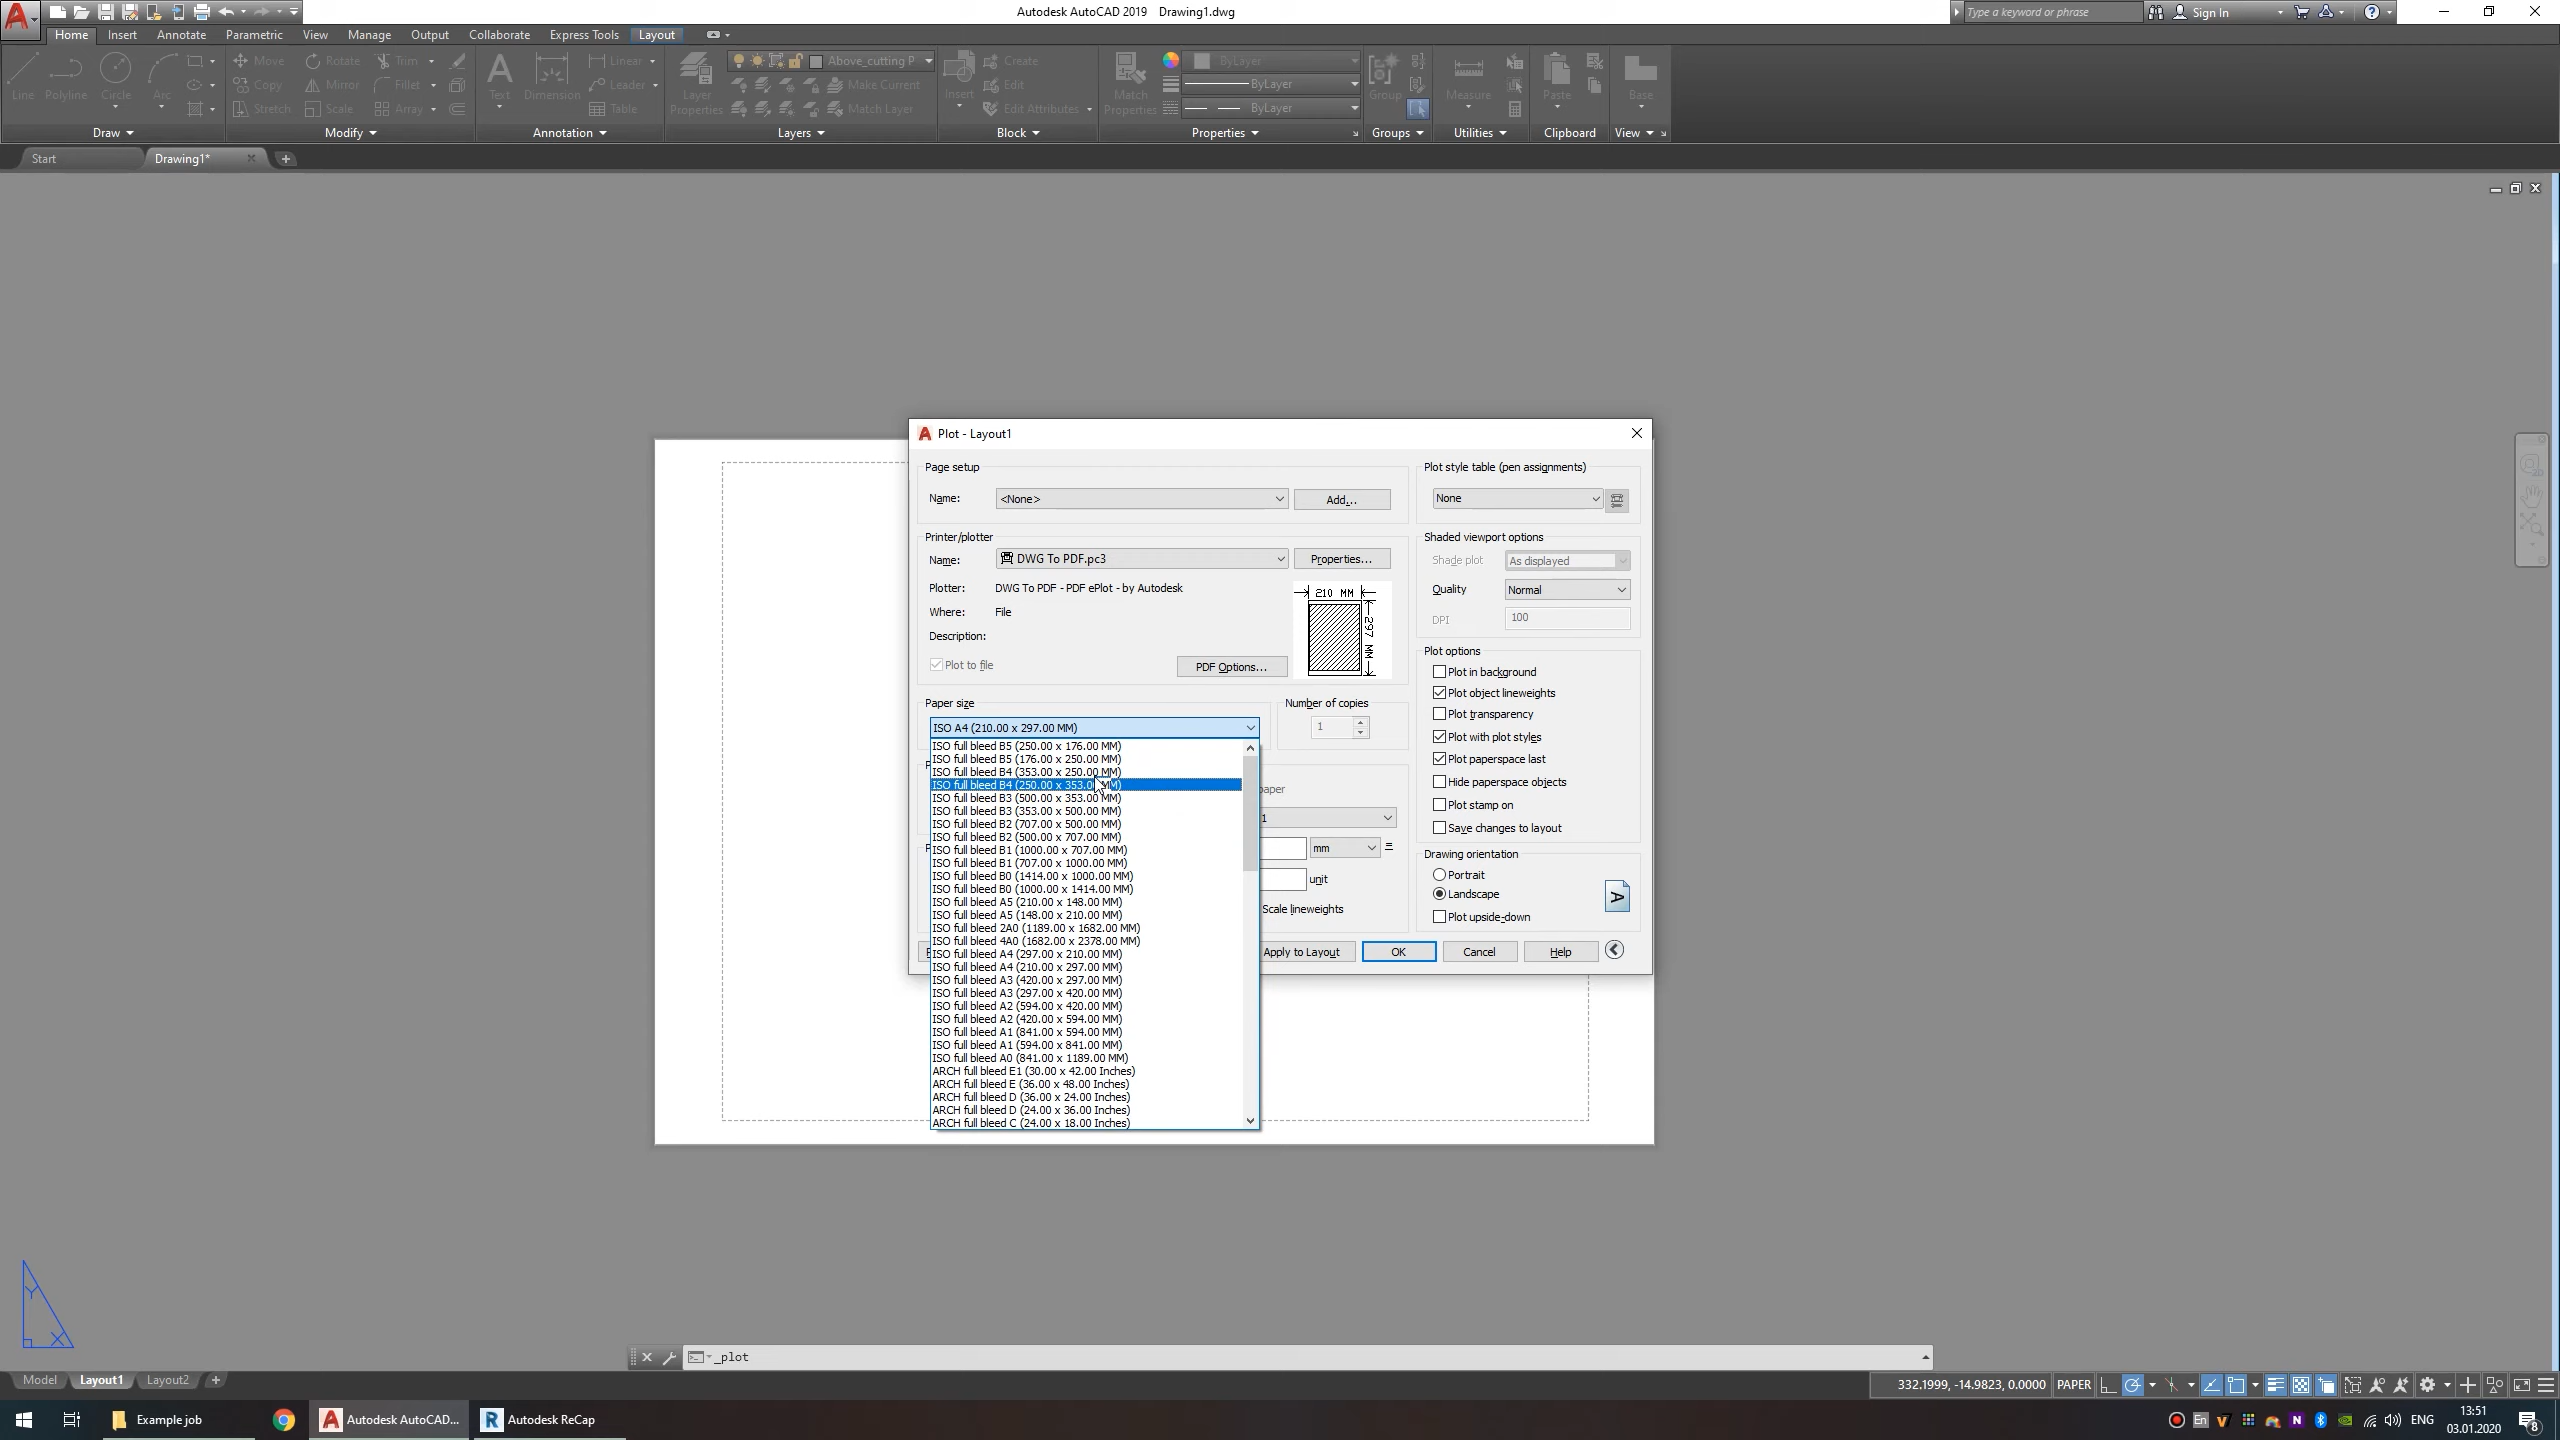 Autodesk AutoCAD 2019 Drawing1.dwg
Type a keyword or phrase
Sign In
Home Insert Annotate Parametric View Manage Output Collaborate Express Tools Layout
Line Polyline Circle Arc
Move Rotate Trim
Copy Mirror Fillet
Stretch Scale Array
Text Dimension
Linear
Leader
Table
Layer Properties
Above_cutting P
Make Current
Match Layer
Insert
Create
Edit
Edit Attributes
Match Properties
ByLayer
ByLayer
ByLayer
Group
Measure
Paste
Base
Draw Modify Annotation Layers Block Properties Groups Utilities Clipboard View
Start Drawing1*
Plot - Layout1
Page setup
Name: <None> Add...
Printer/plotter
Name: DWG To PDF.pc3 Properties...
Plotter: DWG To PDF - PDF ePlot - by Autodesk
Where: File
Description:
Plot to file
PDF Options...
210 MM
297 MM
Paper size
ISO A4 (210.00 x 297.00 MM)
Number of copies
1
ISO full bleed B5 (250.00 x 176.00 MM)
ISO full bleed B5 (176.00 x 250.00 MM)
ISO full bleed B4 (353.00 x 250.00 MM)
ISO full bleed B4 (250.00 x 353.00 MM)
ISO full bleed B3 (500.00 x 353.00 MM)
ISO full bleed B3 (353.00 x 500.00 MM)
ISO full bleed B2 (707.00 x 500.00 MM)
ISO full bleed B2 (500.00 x 707.00 MM)
ISO full bleed B1 (1000.00 x 707.00 MM)
ISO full bleed B1 (707.00 x 1000.00 MM)
ISO full bleed B0 (1414.00 x 1000.00 MM)
ISO full bleed B0 (1000.00 x 1414.00 MM)
ISO full bleed A5 (210.00 x 148.00 MM)
ISO full bleed A5 (148.00 x 210.00 MM)
ISO full bleed 2A0 (1189.00 x 1682.00 MM)
ISO full bleed 4A0 (1682.00 x 2378.00 MM)
ISO full bleed A4 (297.00 x 210.00 MM)
ISO full bleed A4 (210.00 x 297.00 MM)
ISO full bleed A3 (420.00 x 297.00 MM)
ISO full bleed A3 (297.00 x 420.00 MM)
ISO full bleed A2 (594.00 x 420.00 MM)
ISO full bleed A2 (420.00 x 594.00 MM)
ISO full bleed A1 (841.00 x 594.00 MM)
ISO full bleed A1 (594.00 x 841.00 MM)
ISO full bleed A0 (841.00 x 1189.00 MM)
ARCH full bleed E1 (30.00 x 42.00 Inches)
ARCH full bleed E (36.00 x 48.00 Inches)
ARCH full bleed D (36.00 x 24.00 Inches)
ARCH full bleed D (24.00 x 36.00 Inches)
ARCH full bleed C (24.00 x 18.00 Inches)
paper
1
mm =
unit
Scale lineweights
Apply to Layout OK Cancel Help
Plot style table (pen assignments)
None
Shaded viewport options
Shade plot As displayed
Quality Normal
DPI 100
Plot options
Plot in background
Plot object lineweights
Plot transparency
Plot with plot styles
Plot paperspace last
Hide paperspace objects
Plot stamp on
Save changes to layout
Drawing orientation
Portrait
Landscape
Plot upside-down
A
Y
X
_plot
Model Layout1 Layout2
332.1999, -14.9823, 0.0000 PAPER
Example job
Autodesk AutoCAD...
Autodesk ReCap
En
ENG
13:51
03.01.2020
8